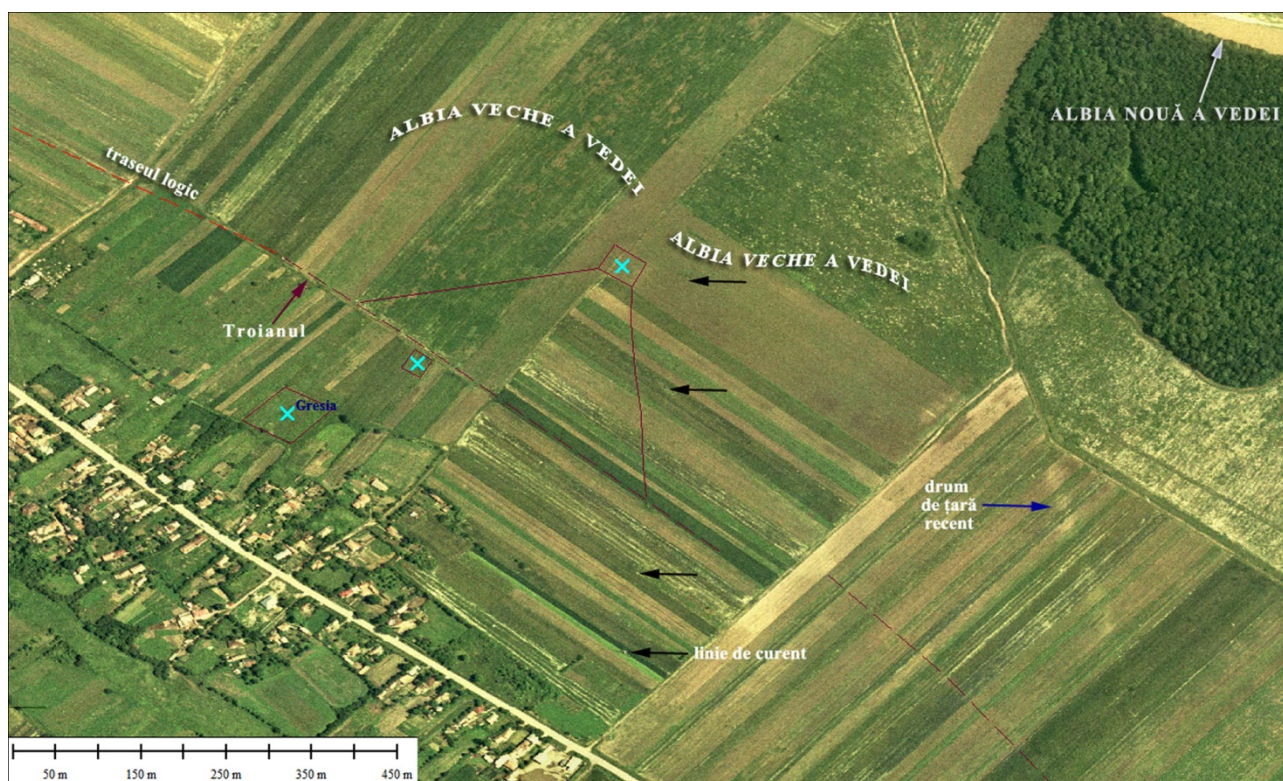 ALBIA NOUĂ A VEDEI
ALBIA VECHE A VEDEI
traseul logic
ALBIA VECHE A VEDEI
Troianul
Gresia
drum
de țară
recent
linie de curent
50 m 150 m 250 m 350 m 450 m